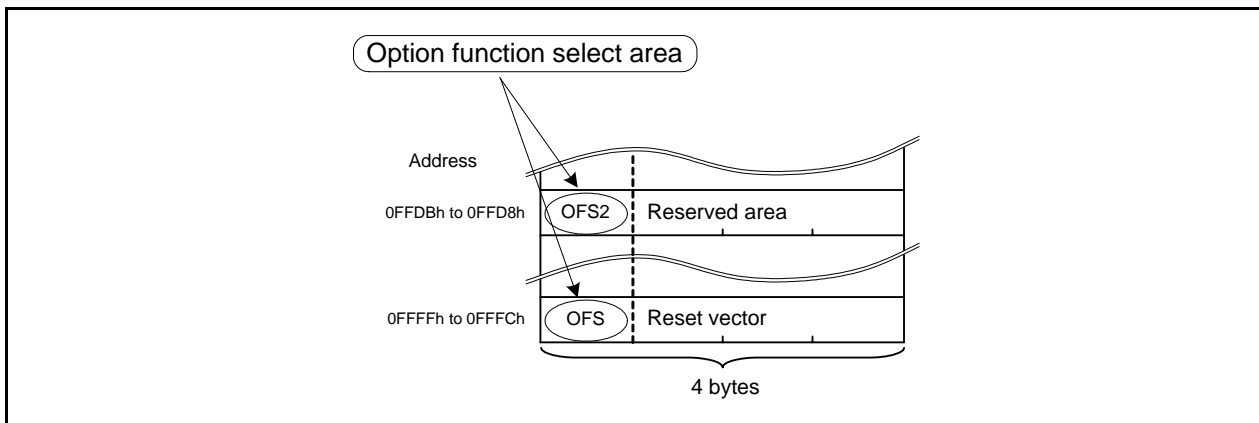 Option function select area
Address
0FFDBh to 0FFD8h
OFS2
Reserved area
0FFFFh to 0FFFCh
OFS
Reset vector
4 bytes